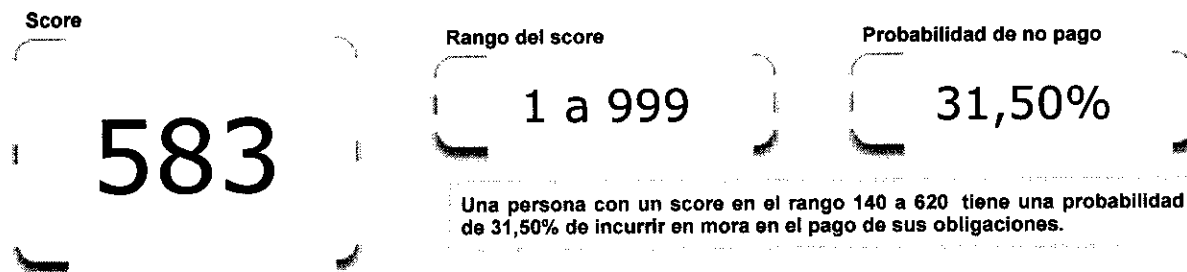 Score
583
Rango del score
1 a 999
Probabilidad de no pago
31,50%
Una persona con un score en el rango 140 a 620 tiene una probabilidad
de 31,50% de incurrir en mora en el pago de sus obligaciones.